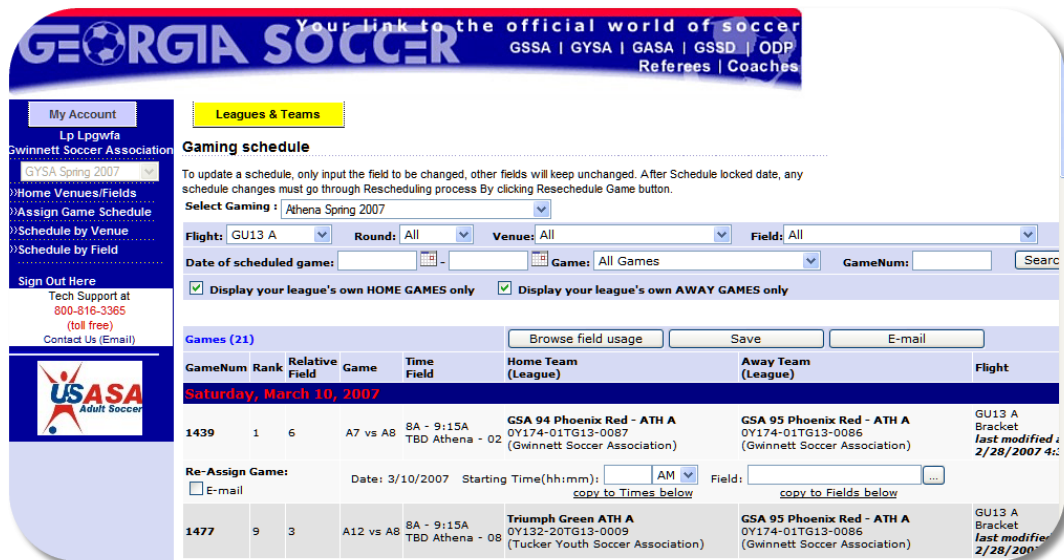 Your link to the official world of soccer
GEORGIA SOCCER
GSSA | GYSA | GASA | GSSD | ODP
Referees | Coaches
My Account
Leagues & Teams
Lp Lpgwfa
Gwinnett Soccer Association
GYSA Spring 2007
»Home Venues/Fields
»Assign Game Schedule
»Schedule by Venue
»Schedule by Field
Sign Out Here
Tech Support at
800-816-3365
(toll free)
Contact Us (Email)
USASA
Adult Soccer
Gaming schedule
To update a schedule, only input the field to be changed, other fields will keep unchanged. After Schedule locked date, any
schedule changes must go through Rescheduling process By clicking Resechedule Game button.
Select Gaming : Athena Spring 2007
Flight: GU13 A Round: All Venue: All Field: All
Date of scheduled game: - Game: All Games GameNum: Searc
Display your league's own HOME GAMES only Display your league's own AWAY GAMES only
Games (21) Browse field usage Save E-mail
GameNum Rank Relative Field Game Time Field Home Team (League) Away Team (League) Flight
Saturday, March 10, 2007
1439 1 6 A7 vs A8 8A - 9:15A TBD Athena - 02 GSA 94 Phoenix Red - ATH A 0Y174-01TG13-0087 (Gwinnett Soccer Association) GSA 95 Phoenix Red - ATH A 0Y174-01TG13-0086 (Gwinnett Soccer Association) GU13 A Bracket last modified 2/28/2007
Re-Assign Game:
E-mail
Date: 3/10/2007 Starting Time(hh:mm): AM Field: ...
copy to Times below copy to Fields below
1477 9 3 A12 vs A8 8A - 9:15A TBD Athena - 08 Triumph Green ATH A 0Y132-20TG13-0009 (Tucker Youth Soccer Association) GSA 95 Phoenix Red - ATH A 0Y174-01TG13-0086 (Gwinnett Soccer Association) GU13 A Bracket last